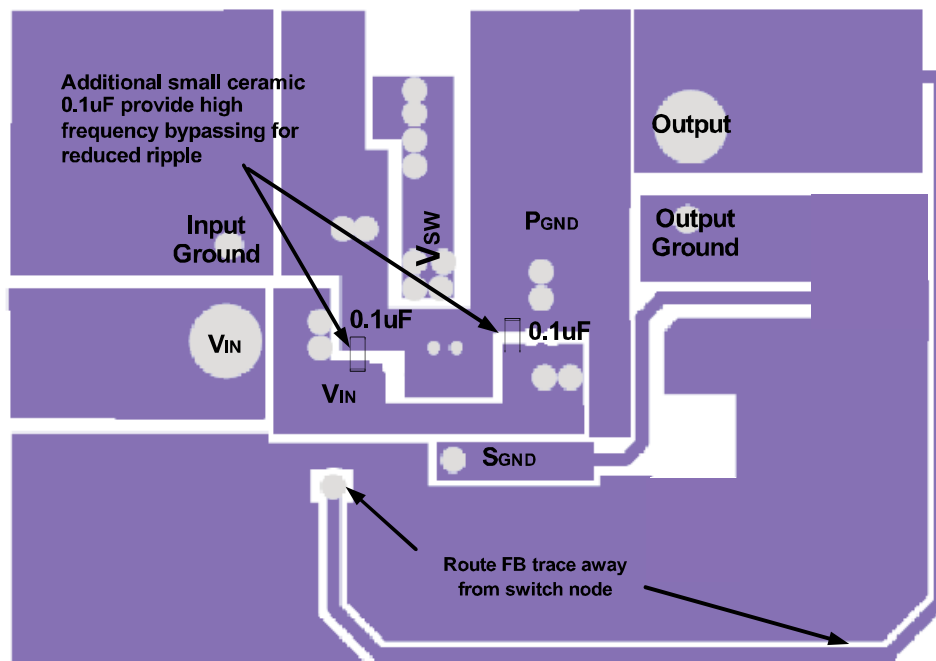 Additional small ceramic
0.1uF provide high
frequency bypassing for
reduced ripple
Output
Input
Ground
VSW
PGND
Output
Ground
0.1uF
0.1uF
VIN
VIN
SGND
Route FB trace away
from switch node